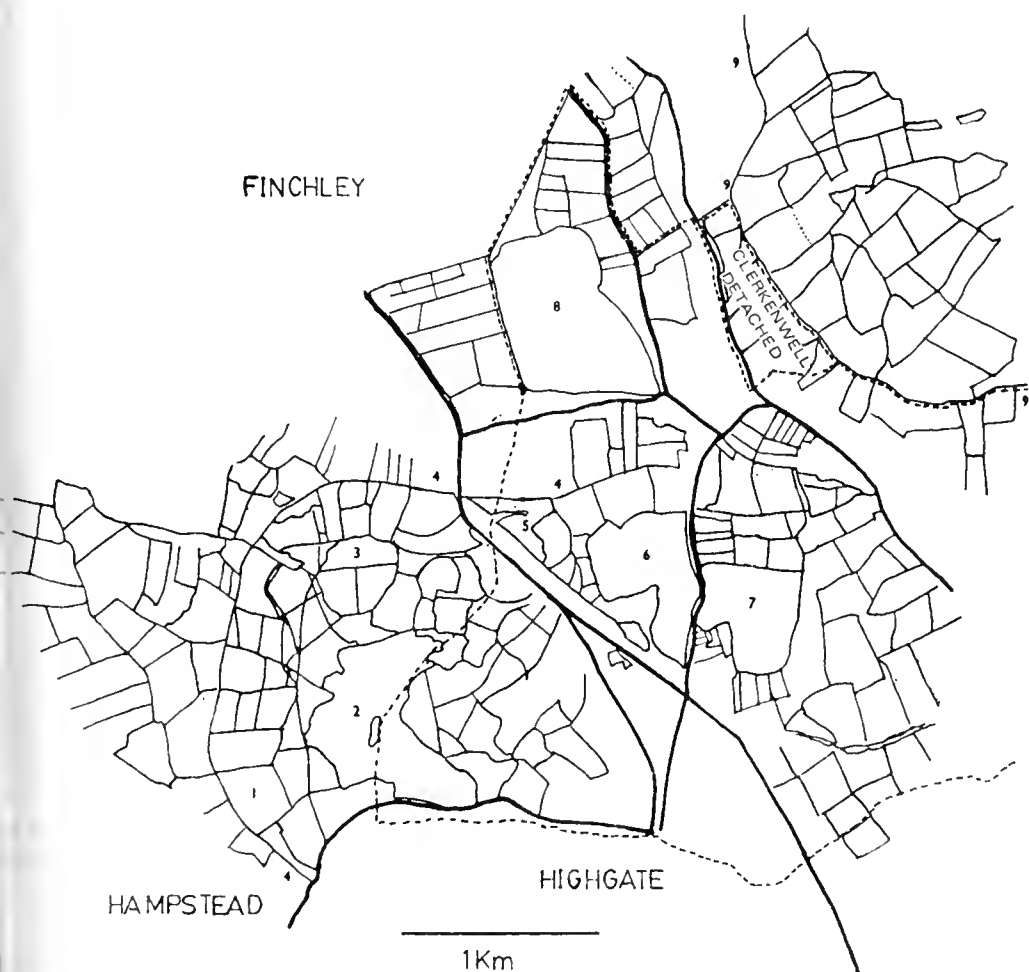 9
FINCHLEY
9
CLERKENWELL
DETACHED
8
9
4
4
5
3
6
7
2
1
4
HIGHGATE
HAMPSTEAD
1Km